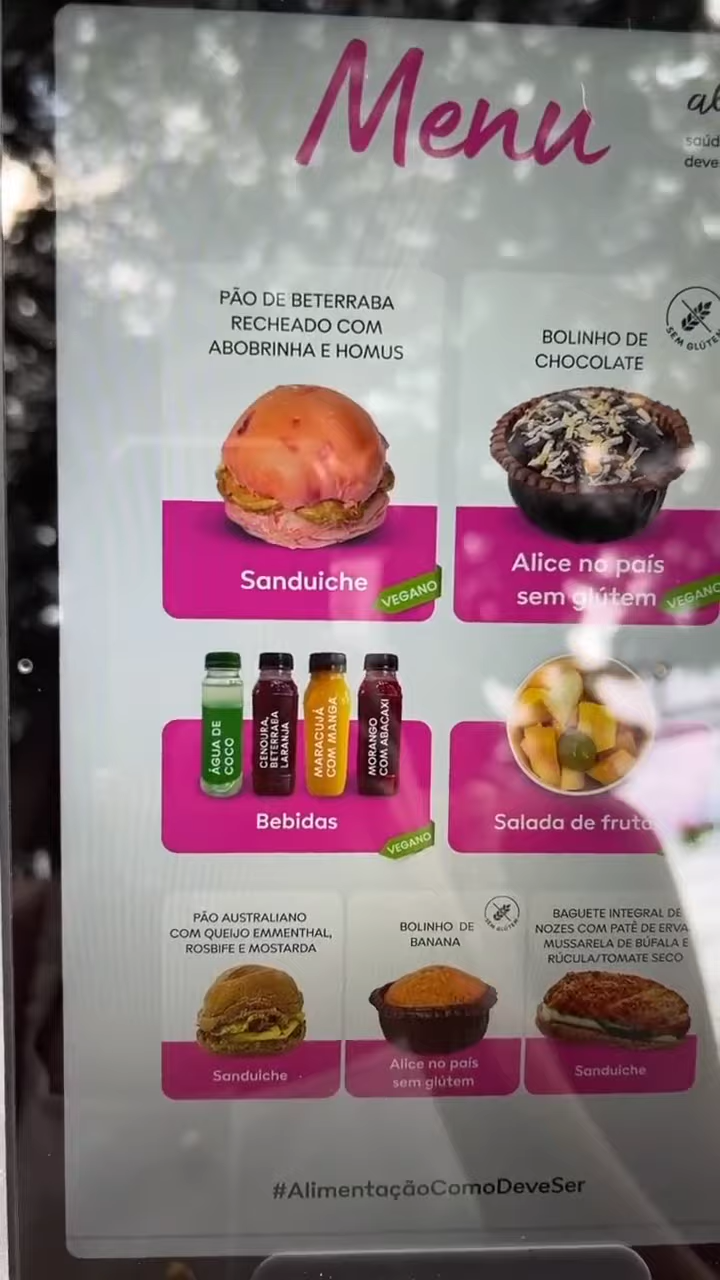 Menu
saúd
deve
PÃO DE BETERRABA
RECHEADO COM
ABOBRINHA E HOMUS
SEM GLÚTEN
BOLINHO DE
CHOCOLATE
Sanduiche
VEGANO
Alice no país
sem glútem
VEGANO
ÁGUA DE
COCO
CENOURA,
BETERRABA
LARANJA
MARACUJÁ
COM MANGA
MORANGO
COM ABACAXI
Bebidas
VEGANO
Salada de fruta
PÃO AUSTRALIANO
COM QUEIJO EMMENTHAL,
ROSBIFE E MOSTARDA
BOLINHO DE
BANANA
SEM GLÚTEN
BAGUETE INTEGRAL DE
NOZES COM PATÊ DE ERVA
MUSSARELA DE BÚFALA E
RÚCULA/TOMATE SECO
Sanduiche
Alice no país
sem glútem
Sanduiche
#AlimentaçãoComoDeveSer